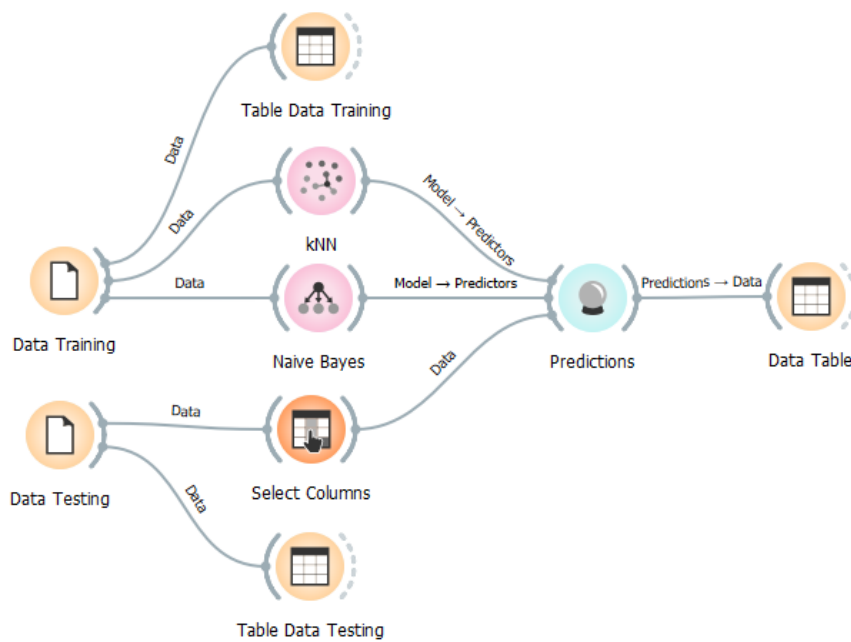 Table Data Training
Data
Data
kNN
Model → Predictors
Data Training
Data
Naive Bayes
Model → Predictors
Predictions
Predictions → Data
Data Table
Data Testing
Data
Select Columns
Data
Data
Table Data Testing